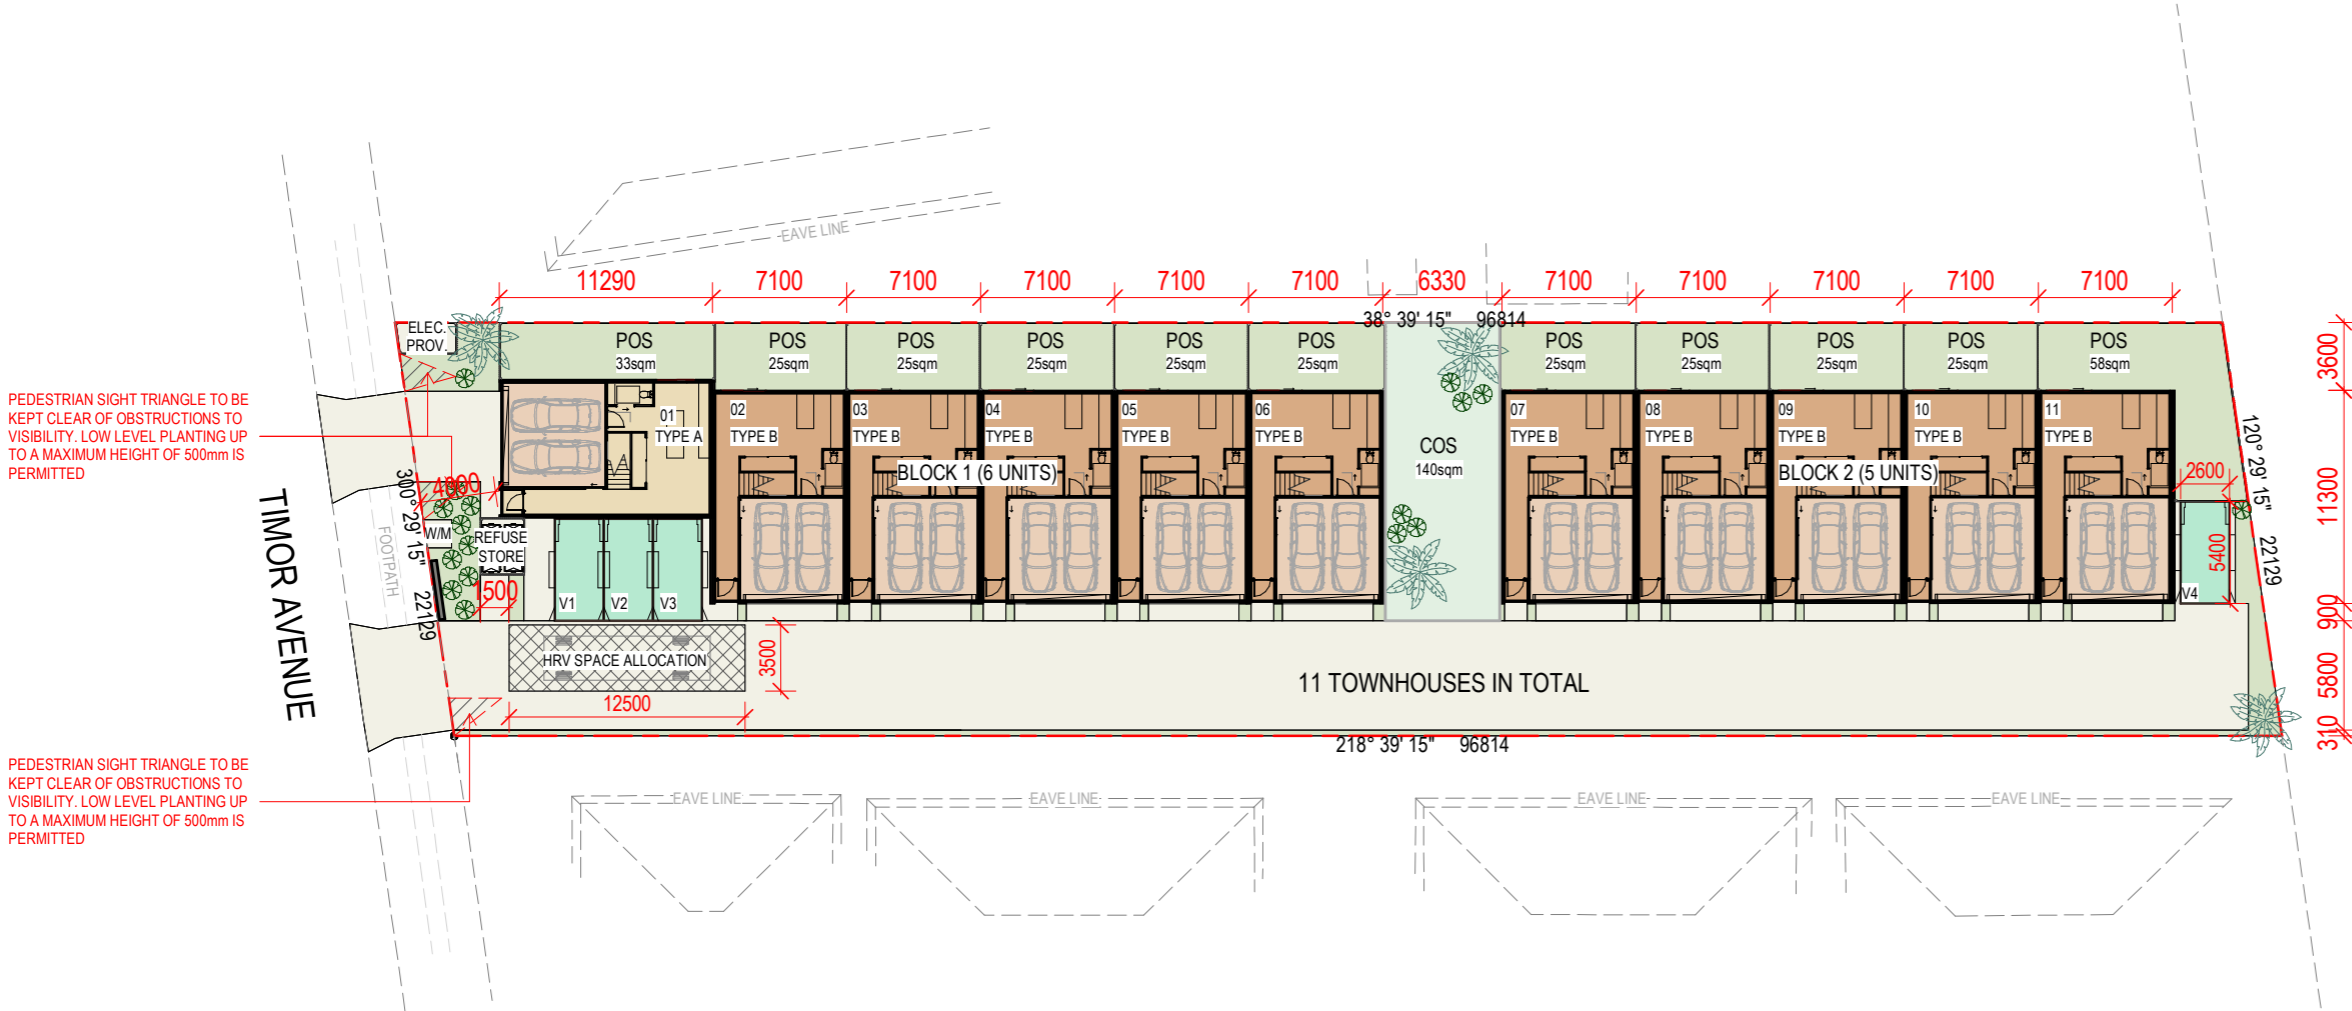 EAVE LINE
11290
7100
7100
7100
7100
7100
6330
7100
7100
7100
7100
7100
38° 39' 15" 96814
ELEC.
PROV.
POS
33sqm
POS
25sqm
POS
25sqm
POS
25sqm
POS
25sqm
POS
25sqm
POS
25sqm
POS
25sqm
POS
25sqm
POS
25sqm
POS
58sqm
3600
PEDESTRIAN SIGHT TRIANGLE TO BE
KEPT CLEAR OF OBSTRUCTIONS TO
VISIBILITY. LOW LEVEL PLANTING UP
TO A MAXIMUM HEIGHT OF 500mm IS
PERMITTED
01
TYPE A
02
TYPE B
03
TYPE B
04
TYPE B
05
TYPE B
06
TYPE B
07
TYPE B
08
TYPE B
09
TYPE B
10
TYPE B
11
TYPE B
BLOCK 1 (6 UNITS)
COS
140sqm
BLOCK 2 (5 UNITS)
120° 29' 15" 22129
2600
5400
11300
TIMOR AVENUE
FOOTPATH
300° 29' 15" 22129
4000
W/M
REFUSE
STORE
1500
V1
V2
V3
V4
900
HRV SPACE ALLOCATION
3500
12500
11 TOWNHOUSES IN TOTAL
5800
310
218° 39' 15" 96814
PEDESTRIAN SIGHT TRIANGLE TO BE
KEPT CLEAR OF OBSTRUCTIONS TO
VISIBILITY. LOW LEVEL PLANTING UP
TO A MAXIMUM HEIGHT OF 500mm IS
PERMITTED
EAVE LINE
EAVE LINE
EAVE LINE
EAVE LINE